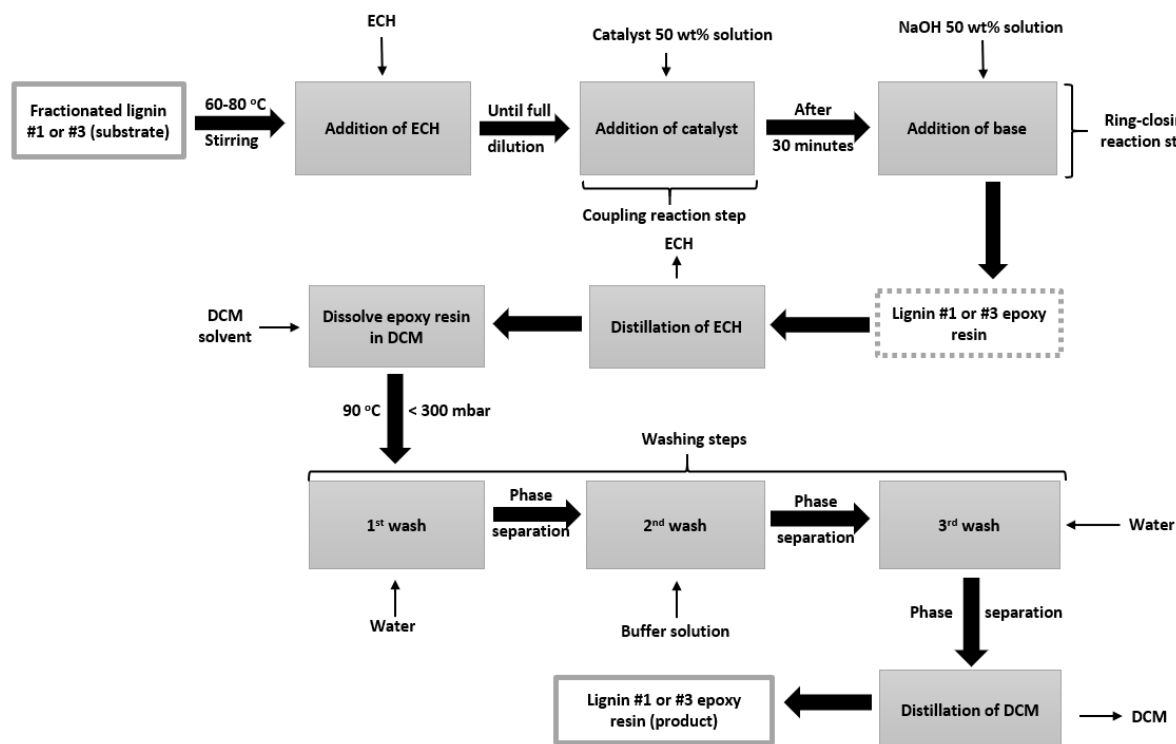 ECH
Catalyst 50 wt% solution
NaOH 50 wt% solution
Fractionated lignin
#1 or #3 (substrate)
60-80 °C
Stirring
Addition of ECH
Until full
dilution
Addition of catalyst
After
30 minutes
Addition of base
Ring-closin
reaction st
Coupling reaction step
ECH
DCM
solvent
Dissolve epoxy resin
in DCM
Distillation of ECH
Lignin #1 or #3 epoxy
resin
90 °C
< 300 mbar
Washing steps
1st wash
Phase
separation
2nd wash
Phase
separation
3rd wash
Water
Water
Buffer solution
Phase
separation
Lignin #1 or #3 epoxy
resin (product)
Distillation of DCM
DCM